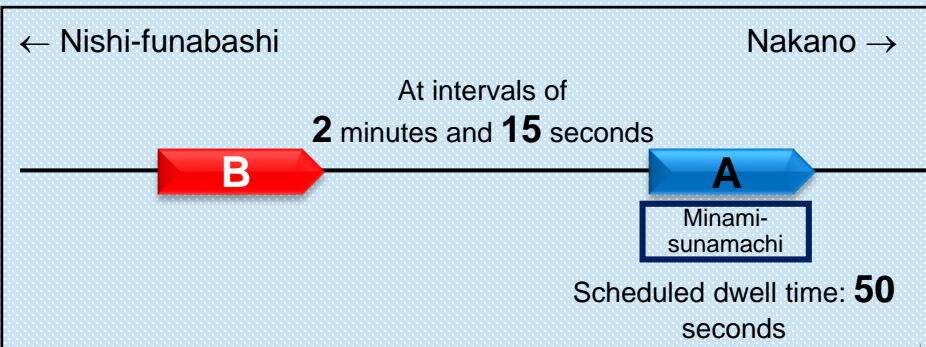 ← Nishi-funabashi
Nakano →
At intervals of
2 minutes and 15 seconds
B
A
Minami-
sunamachi
Scheduled dwell time: 50
seconds